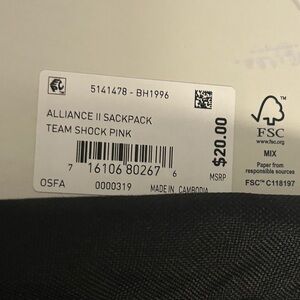 5141478 - BH1996
ALLIANCE II SACKPACK
TEAM SHOCK PINK
7 16106 80267 6
OSFA 0000319 MADE IN CAMBODIA
MSRP $20.00
FSC
www.fsc.org
MIX
Paper from
responsible sources
FSC™ C118197